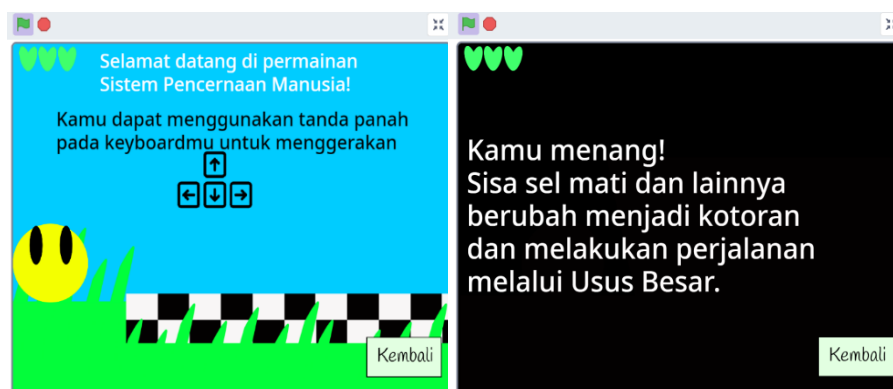 Selamat datang di permainan
Sistem Pencernaan Manusia!
Kamu dapat menggunakan tanda panah
pada keyboardmu untuk menggerakan
Kembali
Kamu menang!
Sisa sel mati dan lainnya
berubah menjadi kotoran
dan melakukan perjalanan
melalui Usus Besar.
Kembali